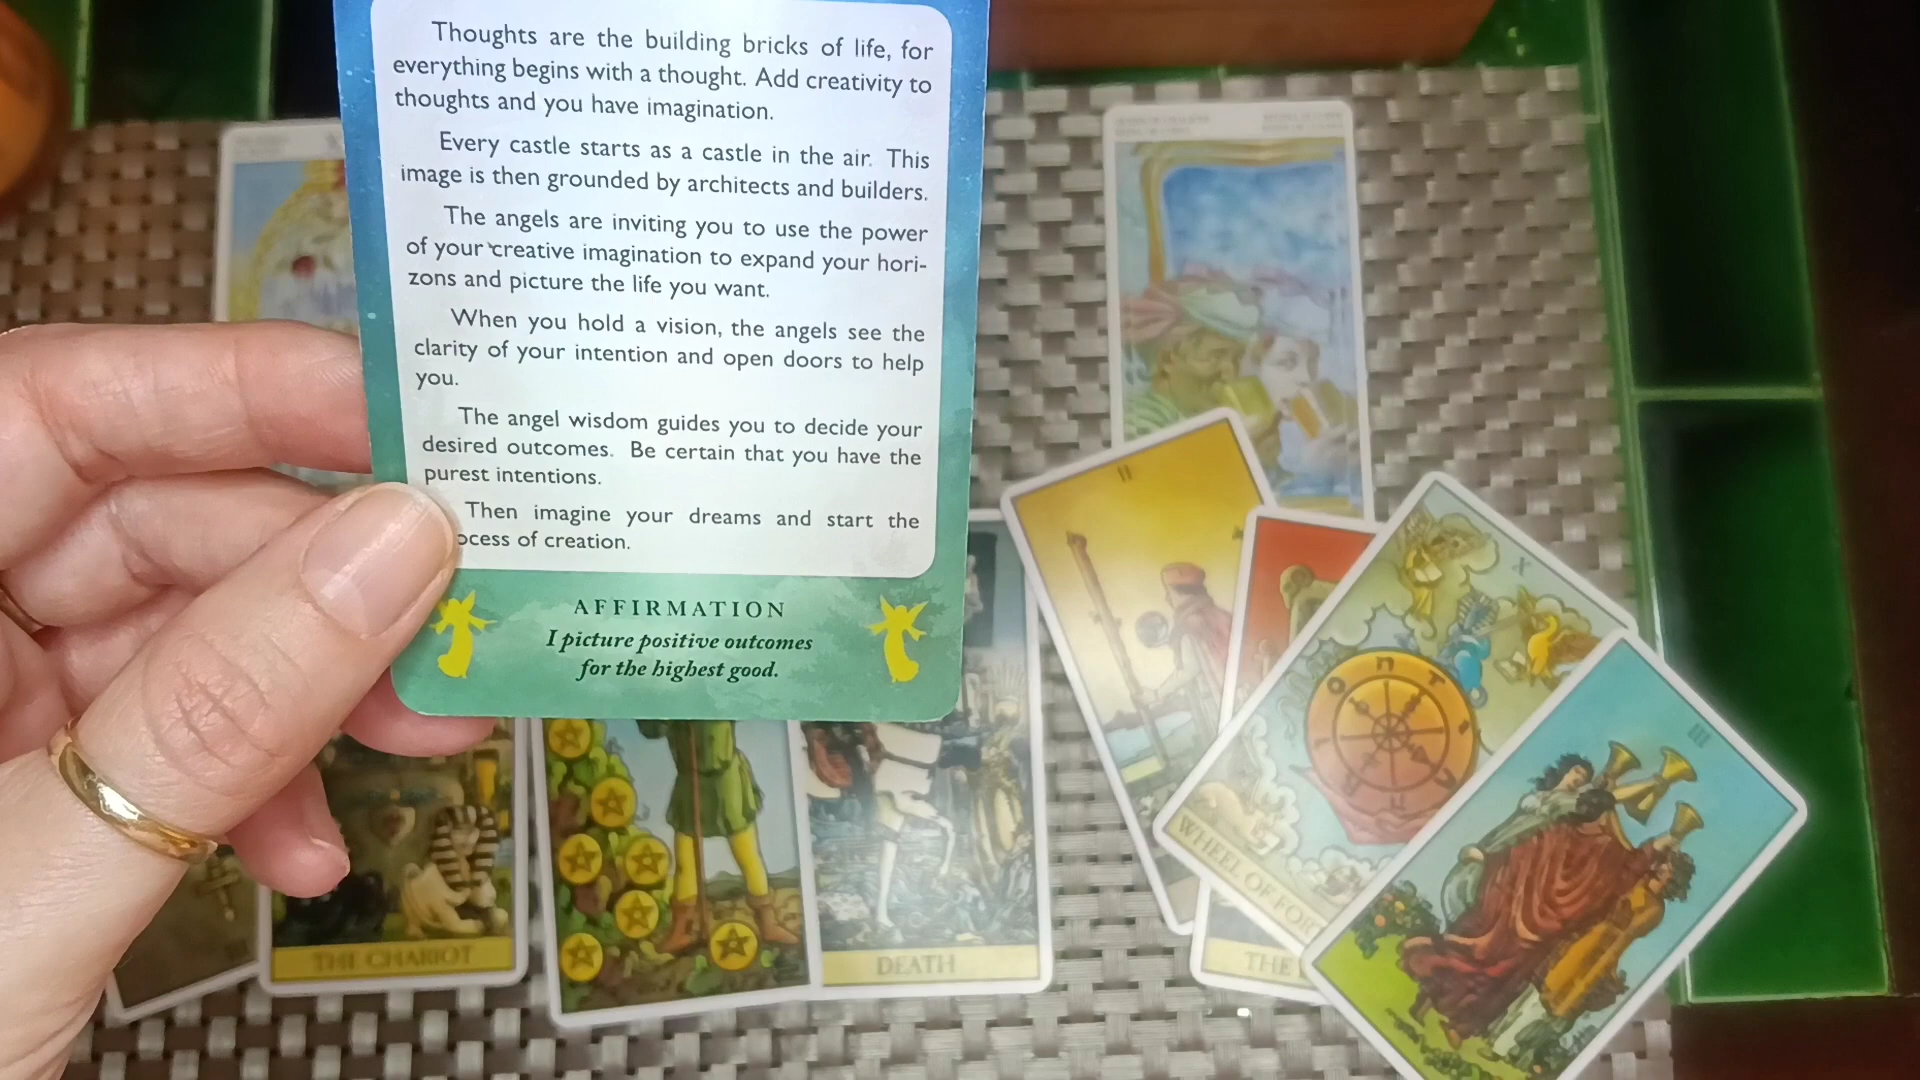 Thoughts are the building bricks of life, for
everything begins with a thought. Add creativity to
thoughts and you have imagination.
Every castle starts as a castle in the air. This
image is then grounded by architects and builders.
The angels are inviting you to use the power
of your creative imagination to expand your hori-
zons and picture the life you want.
When you hold a vision, the angels see the
clarity of your intention and open doors to help
you.
The angel wisdom guides you to decide your
desired outcomes. Be certain that you have the
purest intentions.
Then imagine your dreams and start the
ocess of creation.
AFFIRMATION
I picture positive outcomes
for the highest good.
II
X
III
WHEEL OF FORT
THE CHARIOT
DEATH
THE